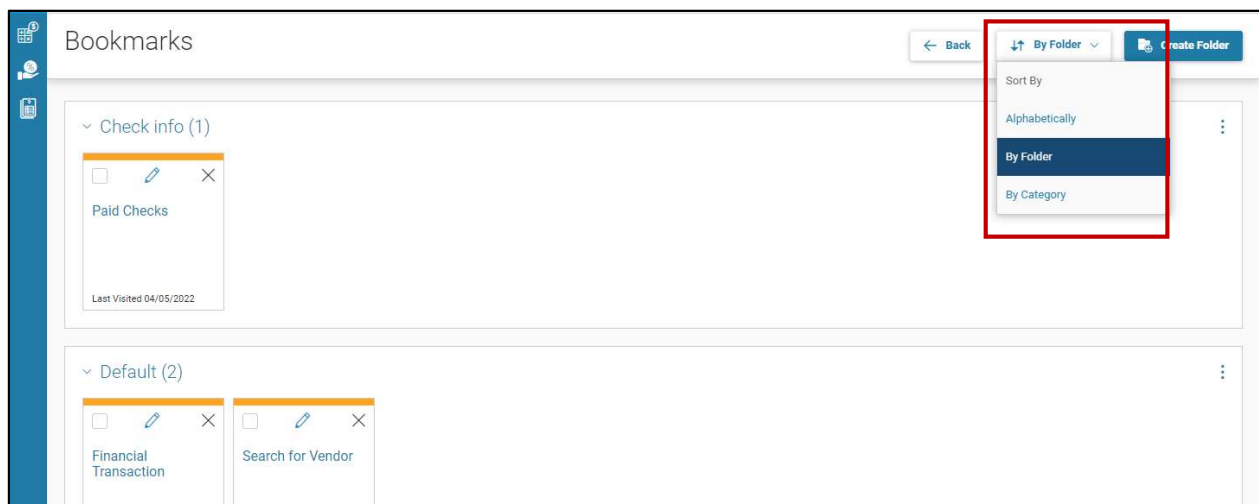 Bookmarks
Back
By Folder
Create Folder
Sort By
Alphabetically
By Folder
By Category
Check info (1)
Paid Checks
Last Visited 04/05/2022
Default (2)
Financial
Transaction
Search for Vendor